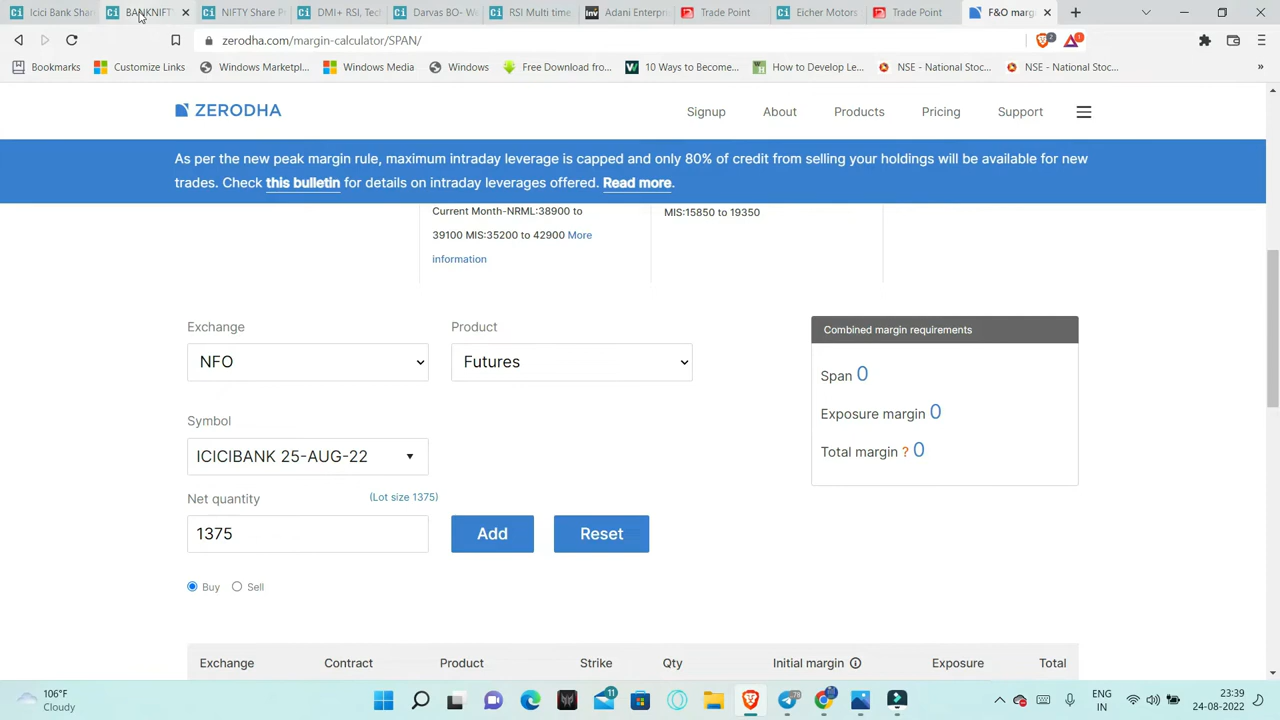 Icici Bank Shar
BANKNIFT
NIFTY Share P
DMI+ RSI, Tec
Darvas BO- W
RSI Multi time
Adani Enterpr
Trade Point
Eicher Motors
Trade Point
F&O marg
zerodha.com/margin-calculator/SPAN/
Bookmarks
Customize Links
Windows Marketpl...
Windows Media
Windows
Free Download fro...
10 Ways to Become...
How to Develop Le...
NSE - National Stoc...
NSE - National Stoc...
ZERODHA
Signup
About
Products
Pricing
Support
As per the new peak margin rule, maximum intraday leverage is capped and only 80% of credit from selling your holdings will be available for new
trades. Check this bulletin for details on intraday leverages offered. Read more.
Current Month-NRML:38900 to
39100 MIS:35200 to 42900 More
information
MIS:15850 to 19350
Exchange
Product
NFO
Futures
Combined margin requirements
Span 0
Exposure margin 0
Total margin ? 0
Symbol
ICICIBANK 25-AUG-22
Net quantity
(Lot size 1375)
1375
Add
Reset
Buy
Sell
Exchange
Contract
Product
Strike
Qty
Initial margin
Exposure
Total
106°F
Cloudy
ENG
IN
23:39
24-08-2022